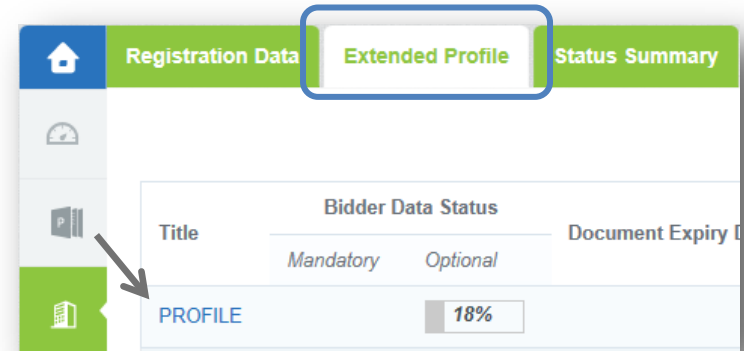 Registration Data Extended Profile Status Summary
Bidder Data Status
Title Document Expiry
Mandatory Optional
P
PROFILE 18%